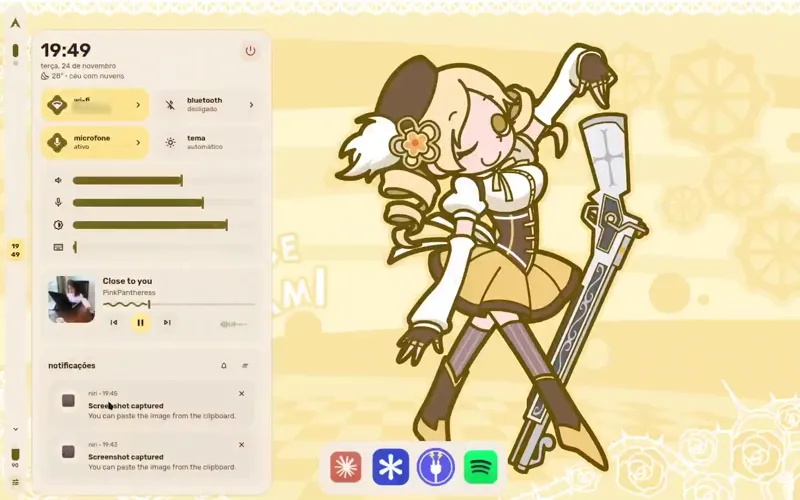 19:49
terça, 24 de novembro
28° · céu com nuvens
wi-fi
bluetooth
desligado
microfone
ativo
tema
automático
19
49
Close to you
PinkPantheress
notificações
niri · 19:45
Screenshot captured
You can paste the image from the clipboard.
niri · 19:43
Screenshot captured
You can paste the image from the clipboard.
90